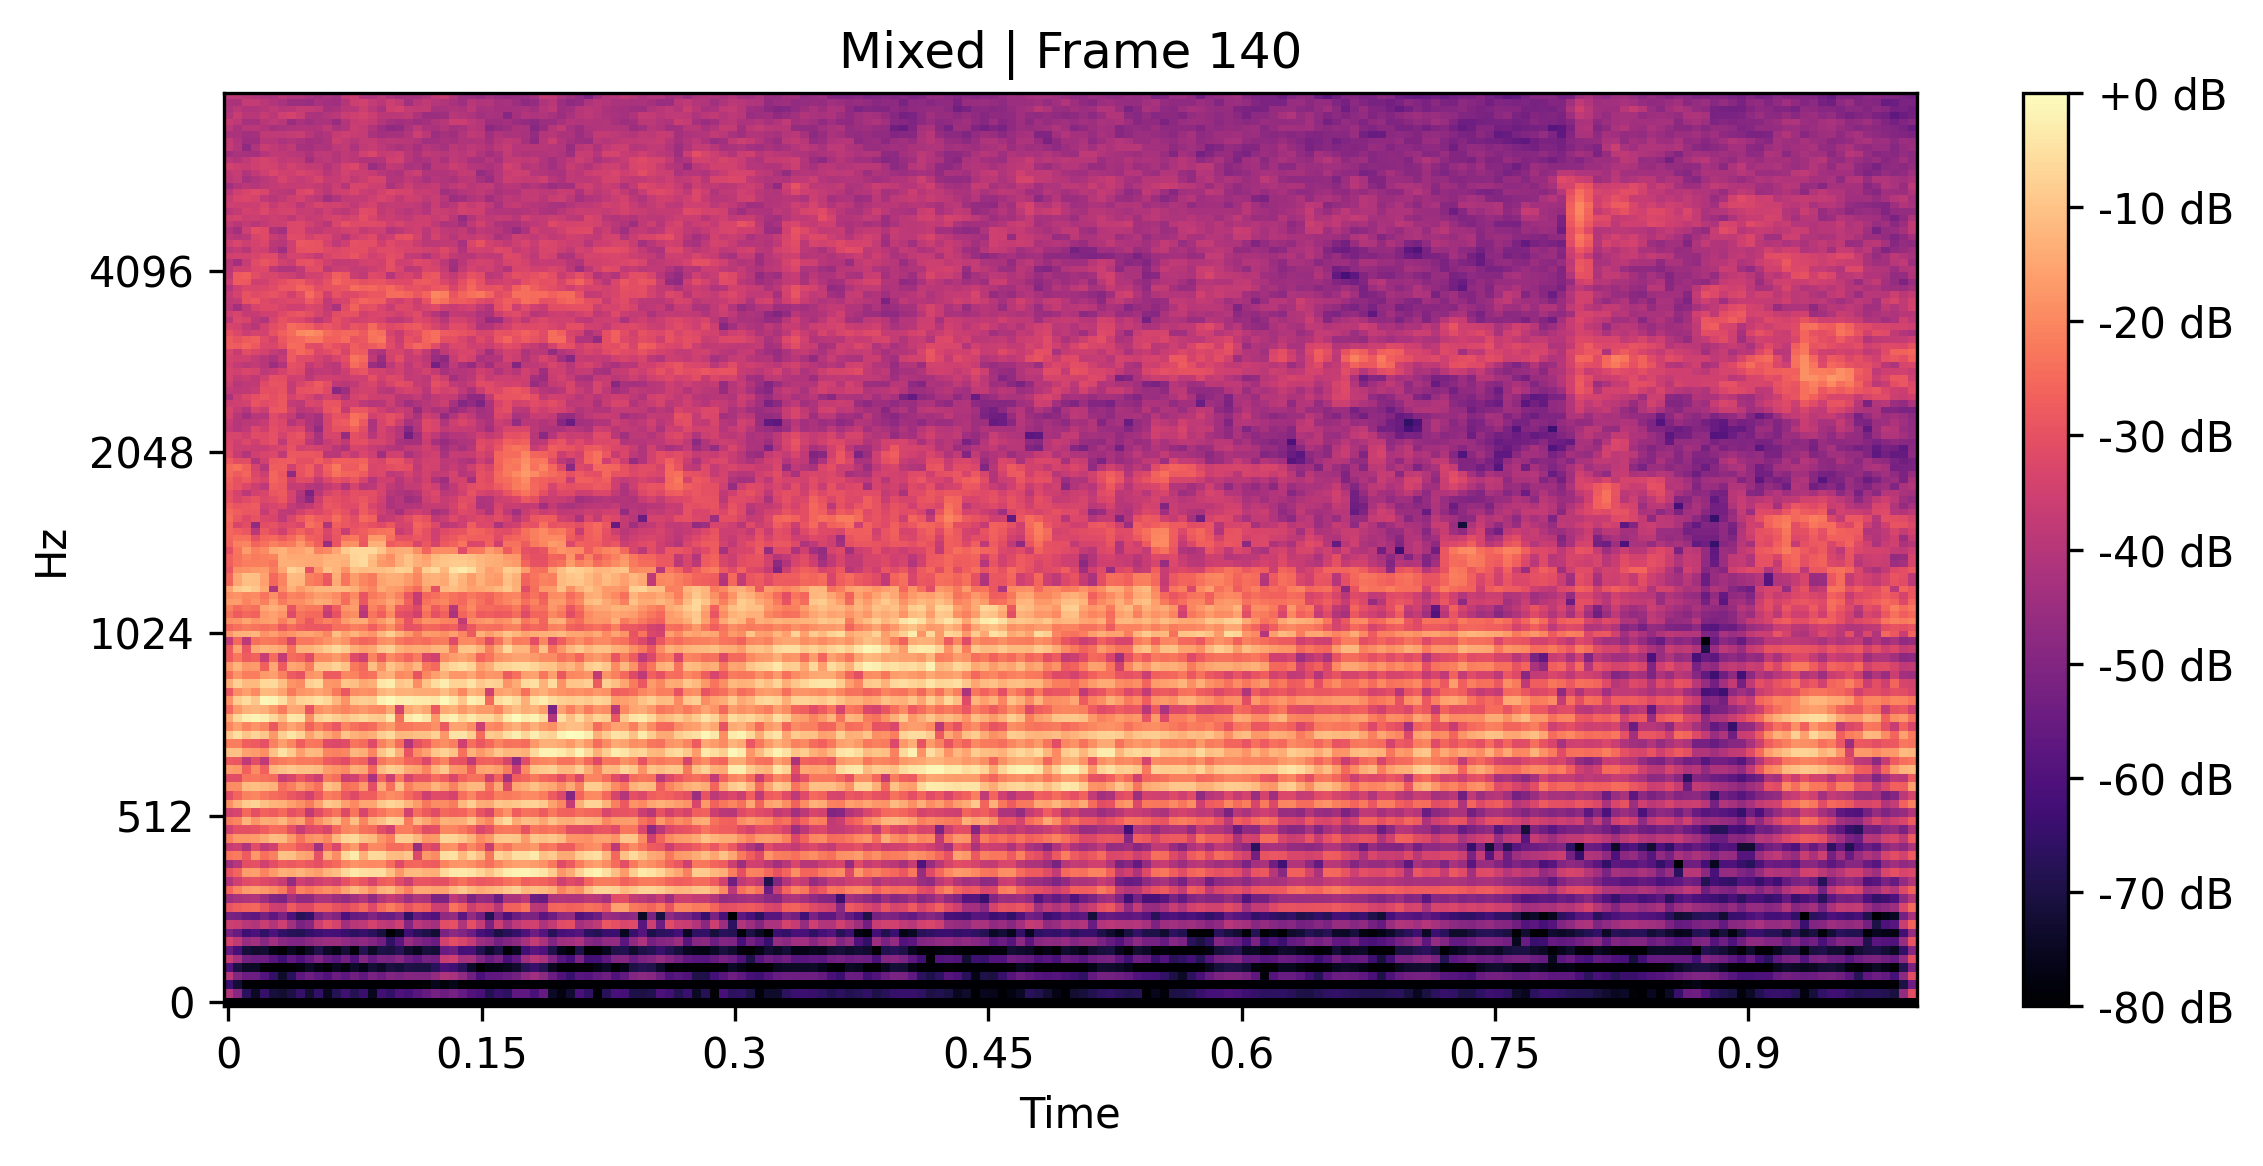 Mixed | Frame 140
+0 dB
-10 dB
-20 dB
-30 dB
-40 dB
-50 dB
-60 dB
-70 dB
-80 dB
4096
2048
1024
512
0
Hz
0 0.15 0.3 0.45 0.6 0.75 0.9
Time